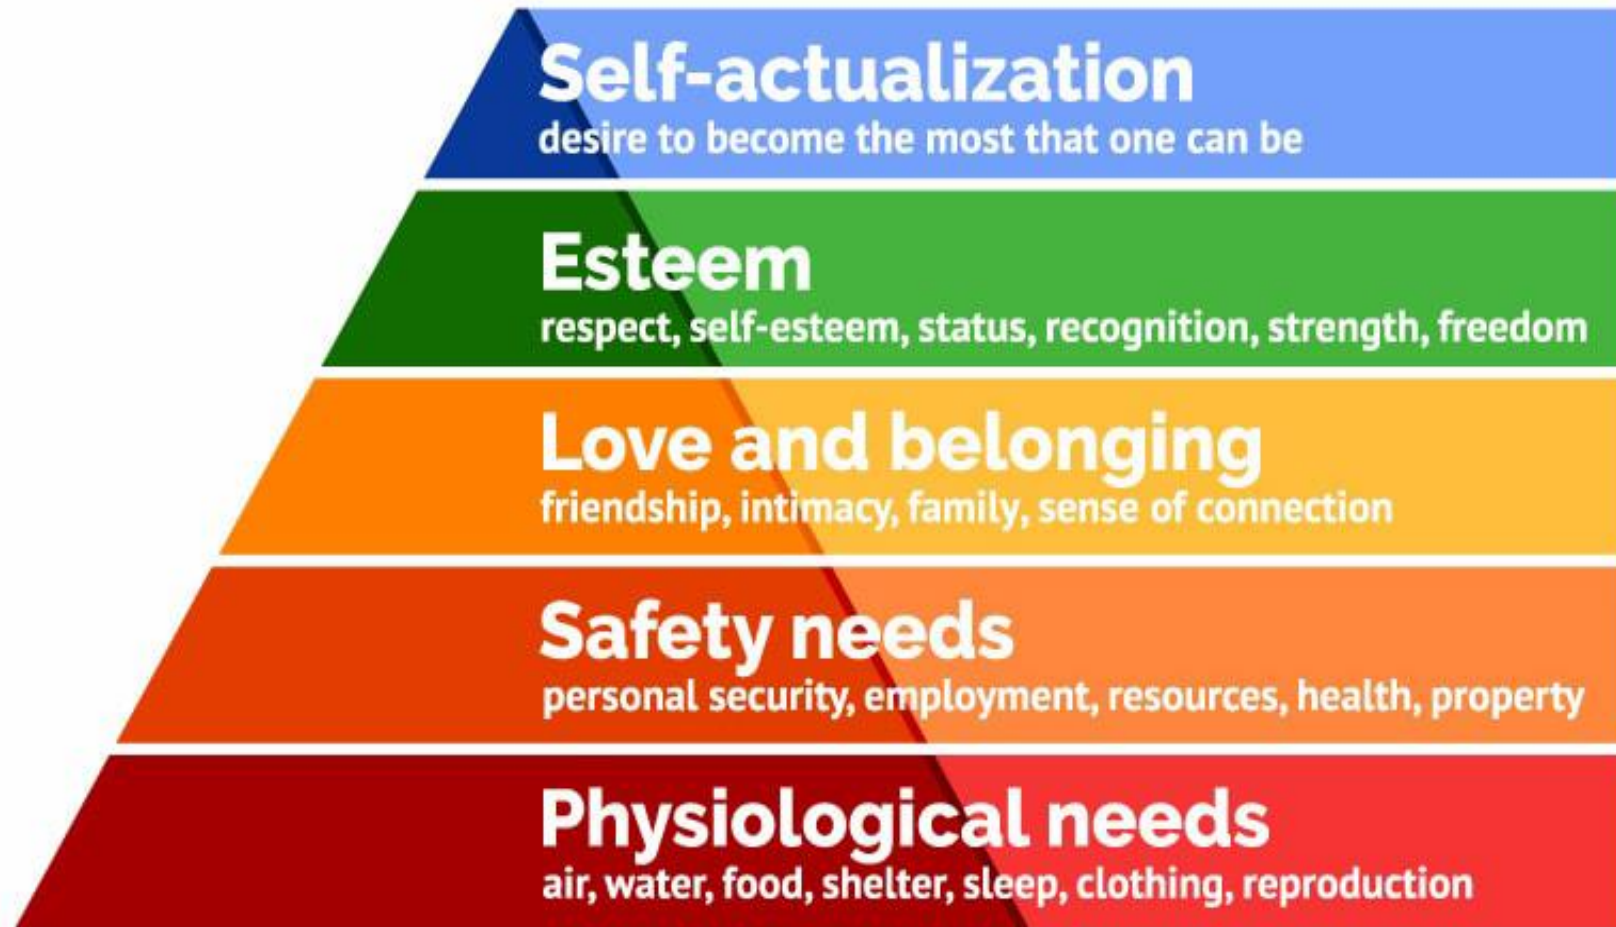 Self-actualization
desire to become the most that one can be
Esteem
respect, self-esteem, status, recognition, strength, freedom
Love and belonging
friendship, intimacy, family, sense of connection
Safety needs
personal security, employment, resources, health, property
Physiological needs
air, water, food, shelter, sleep, clothing, reproduction